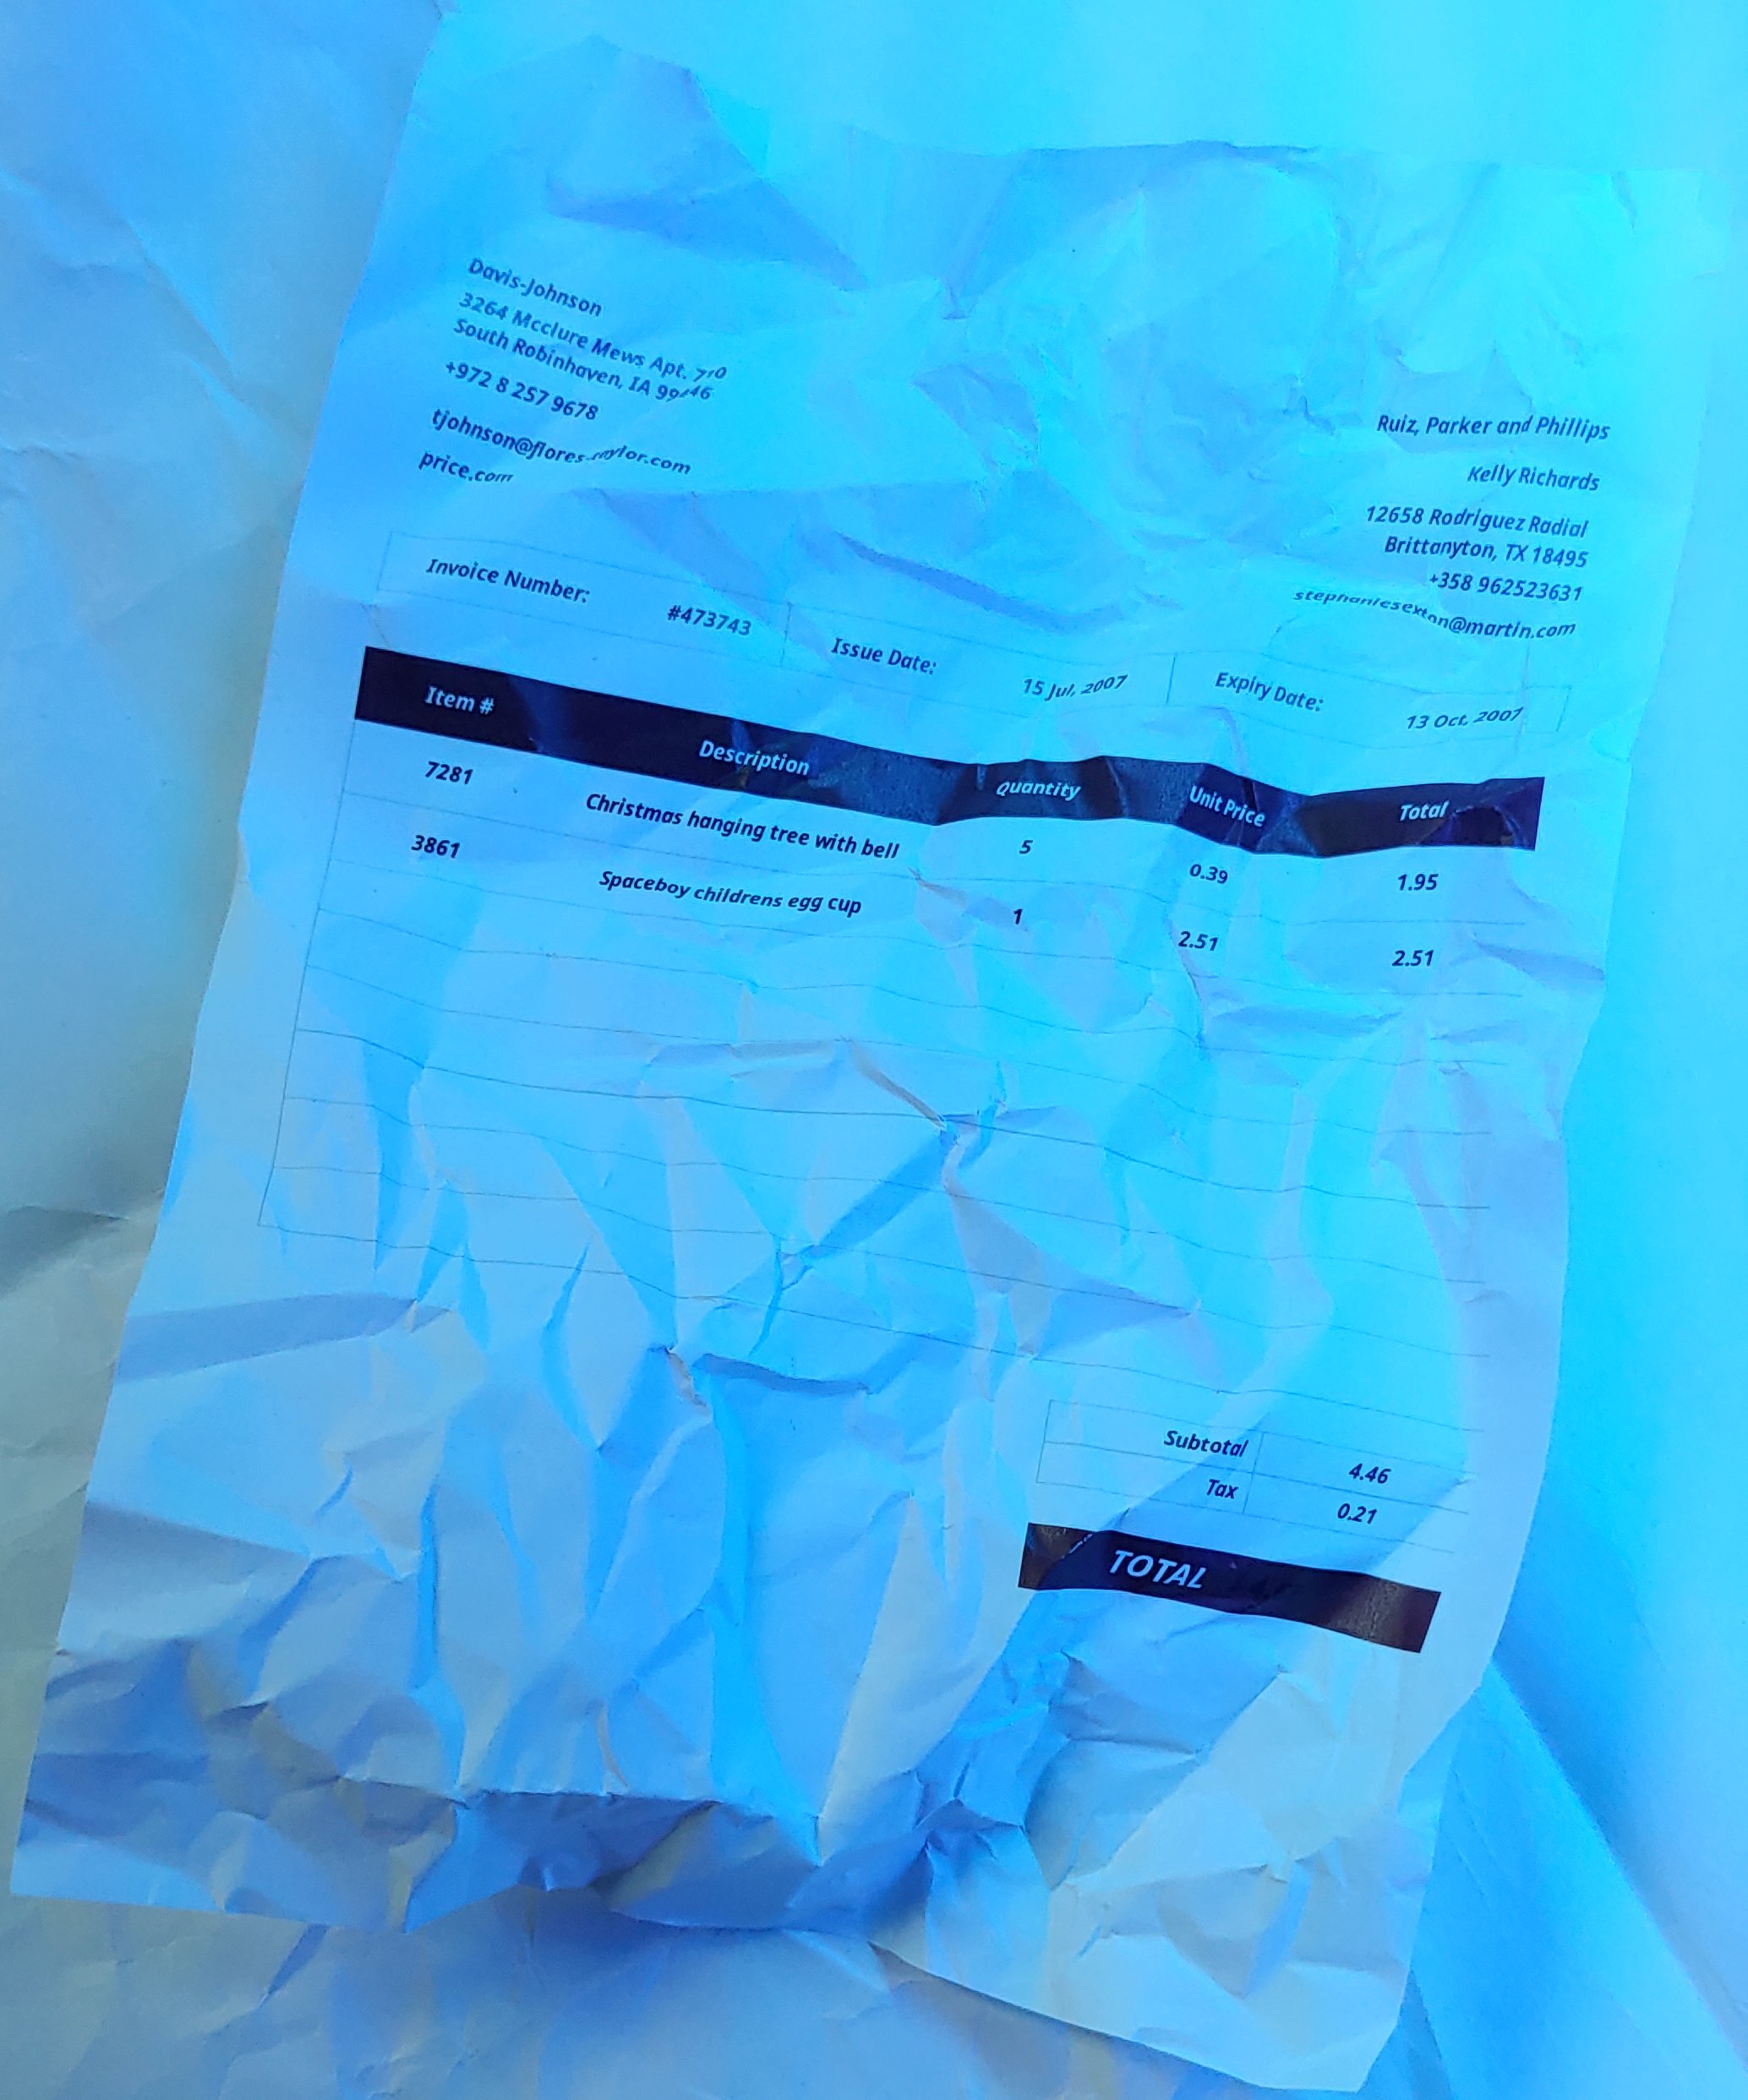 Davis-Johnson
3264 Mcclure Mews Apt.
South Robinhaven, IA
+972 8 257 9678
price.com
Ruiz, Parker and Phillips
Kelly Richards
12658 Rodriguez Radial
Brittanyton, TX 18495
+358 962523631
stephaniesexton@martin.com
Invoice Number: #473743 Issue Date: 15 Jul, 2007 Expiry Date: 13 Oct, 2007
Item # Description Quantity Unit Price Total
7281 Christmas hanging tree with bell 5 0.39 1.95
3861 Spaceboy childrens egg cup 1 2.51 2.51
Subtotal 4.46
Tax 0.21
TOTAL